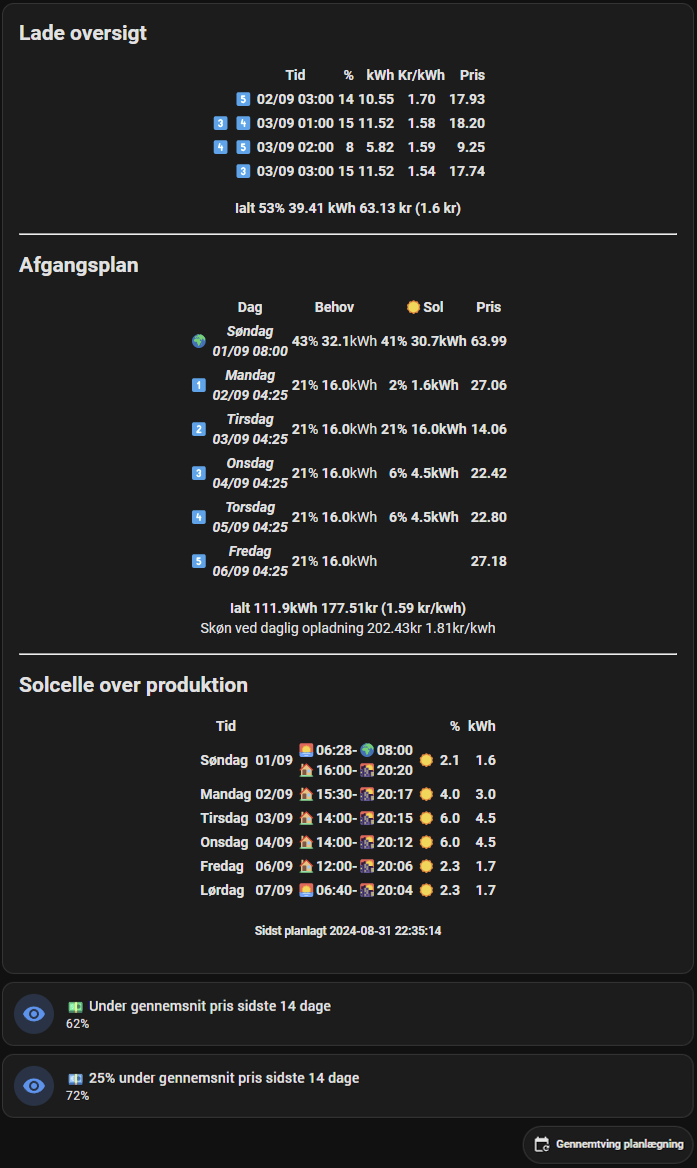 Lade oversigt
Tid % kWh Kr/kWh Pris
5 02/09 03:00 14 10.55 1.70 17.93
3 4 03/09 01:00 15 11.52 1.58 18.20
4 5 03/09 02:00 8 5.82 1.59 9.25
3 03/09 03:00 15 11.52 1.54 17.74
Ialt 53% 39.41 kWh 63.13 kr (1.6 kr)
Afgangsplan
Dag Behov Sol Pris
Søndag
01/09 08:00 43% 32.1kWh 41% 30.7kWh 63.99
1 Mandag
02/09 04:25 21% 16.0kWh 2% 1.6kWh 27.06
2 Tirsdag
03/09 04:25 21% 16.0kWh 21% 16.0kWh 14.06
3 Onsdag
04/09 04:25 21% 16.0kWh 6% 4.5kWh 22.42
4 Torsdag
05/09 04:25 21% 16.0kWh 6% 4.5kWh 22.80
5 Fredag
06/09 04:25 21% 16.0kWh 27.18
Ialt 111.9kWh 177.51kr (1.59 kr/kwh)
Skøn ved daglig opladning 202.43kr 1.81kr/kwh
Solcelle over produktion
Tid % kWh
Søndag 01/09 06:28- 08:00 2.1 1.6
16:00- 20:20
Mandag 02/09 15:30- 20:17 4.0 3.0
Tirsdag 03/09 14:00- 20:15 6.0 4.5
Onsdag 04/09 14:00- 20:12 6.0 4.5
Fredag 06/09 12:00- 20:06 2.3 1.7
Lørdag 07/09 06:40- 20:04 2.3 1.7
Sidst planlagt 2024-08-31 22:35:14
Under gennemsnit pris sidste 14 dage
62%
25% under gennemsnit pris sidste 14 dage
72%
Gennemtving planlægning